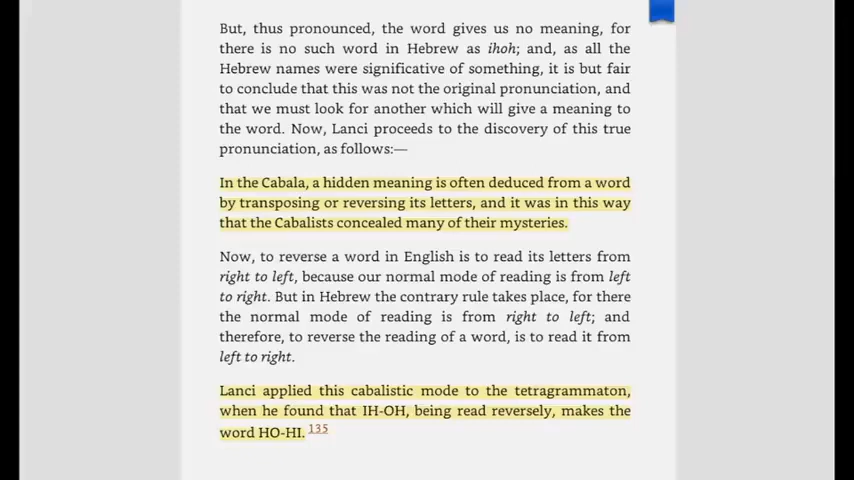 But, thus pronounced, the word gives us no meaning, for
there is no such word in Hebrew as ihoh; and, as all the
Hebrew names were significative of something, it is but fair
to conclude that this was not the original pronunciation, and
that we must look for another which will give a meaning to
the word. Now, Lanci proceeds to the discovery of this true
pronunciation, as follows:—
In the Cabala, a hidden meaning is often deduced from a word
by transposing or reversing its letters, and it was in this way
that the Cabalists concealed many of their mysteries.
Now, to reverse a word in English is to read its letters from
right to left, because our normal mode of reading is from left
to right. But in Hebrew the contrary rule takes place, for there
the normal mode of reading is from right to left; and
therefore, to reverse the reading of a word, is to read it from
left to right.
Lanci applied this cabalistic mode to the tetragrammaton,
when he found that IH-OH, being read reversely, makes the
word HO-HI. 135